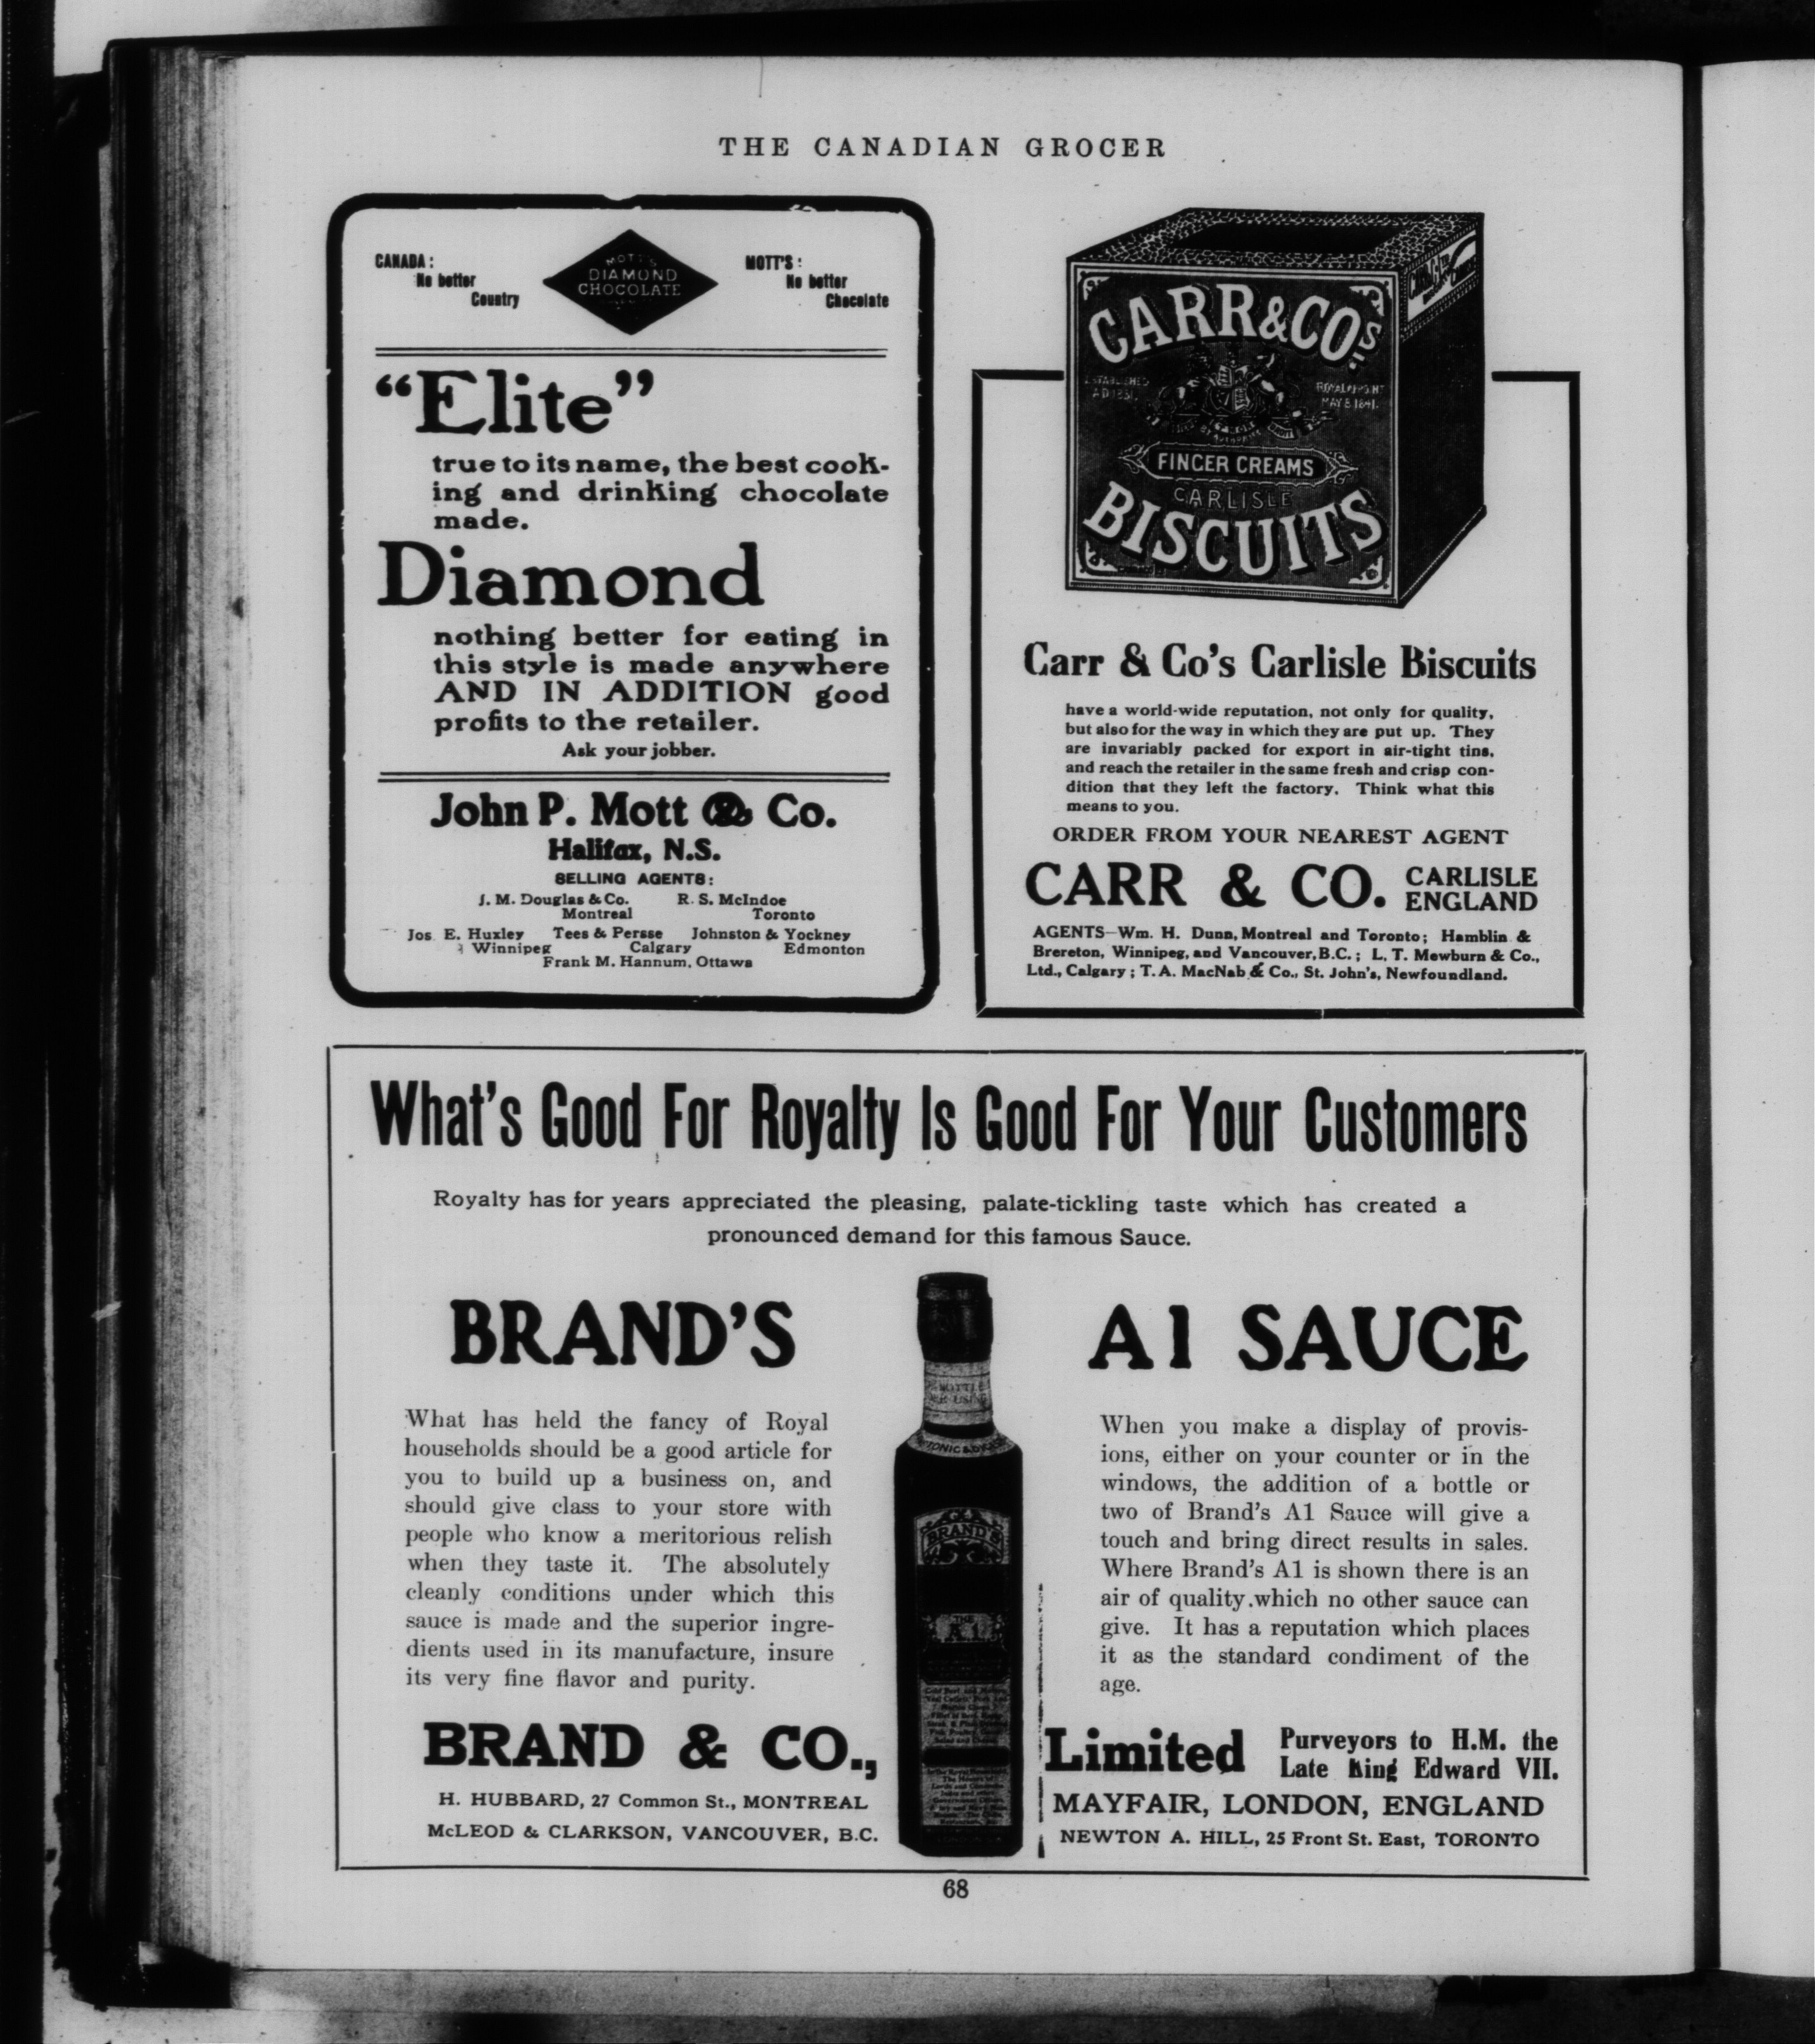 THE CANADIAN GROCER
CANADA:
No better
Country
MOTT'S
DIAMOND
CHOCOLATE
MOTT'S:
No better
Chocolate
"Elite"
true to its name, the best cook-
ing and drinking chocolate
made.
Diamond
nothing better for eating in
this style is made anywhere
AND IN ADDITION good
profits to the retailer.
Ask your jobber.
John P. Mott & Co.
Halifax, N.S.
SELLING AGENTS:
J. M. Douglas & Co. R. S. McIndoe
Montreal Toronto
Jos. E. Huxley Tees & Persse Johnston & Yockney
Winnipeg Calgary Edmonton
Frank M. Hannum, Ottawa
CARR & CO'S
ESTABLISHED
A.D. 1831.
MAY 8 1841.
FINGER CREAMS
CARLISLE
BISCUITS
Carr & Co's Carlisle Biscuits
have a world-wide reputation, not only for quality,
but also for the way in which they are put up. They
are invariably packed for export in air-tight tins,
and reach the retailer in the same fresh and crisp con-
dition that they left the factory. Think what this
means to you.
ORDER FROM YOUR NEAREST AGENT
CARR & CO. CARLISLE
ENGLAND
AGENTS—Wm. H. Dunn, Montreal and Toronto; Hamblin &
Brereton, Winnipeg, and Vancouver, B.C.; L. T. Mewburn & Co.,
Ltd., Calgary; T. A. MacNab & Co., St. John's, Newfoundland.
What's Good For Royalty Is Good For Your Customers
Royalty has for years appreciated the pleasing, palate-tickling taste which has created a
pronounced demand for this famous Sauce.
BRAND'S
What has held the fancy of Royal
households should be a good article for
you to build up a business on, and
should give class to your store with
people who know a meritorious relish
when they taste it. The absolutely
cleanly conditions under which this
sauce is made and the superior ingre-
dients used in its manufacture, insure
its very fine flavor and purity.
BRAND'S
THE
A1
A1 SAUCE
When you make a display of provis-
ions, either on your counter or in the
windows, the addition of a bottle or
two of Brand's A1 Sauce will give a
touch and bring direct results in sales.
Where Brand's A1 is shown there is an
air of quality which no other sauce can
give. It has a reputation which places
it as the standard condiment of the
age.
BRAND & CO., Limited
Purveyors to H.M. the
Late King Edward VII.
MAYFAIR, LONDON, ENGLAND
H. HUBBARD, 27 Common St., MONTREAL
McLEOD & CLARKSON, VANCOUVER, B.C.
NEWTON A. HILL, 25 Front St. East, TORONTO
68